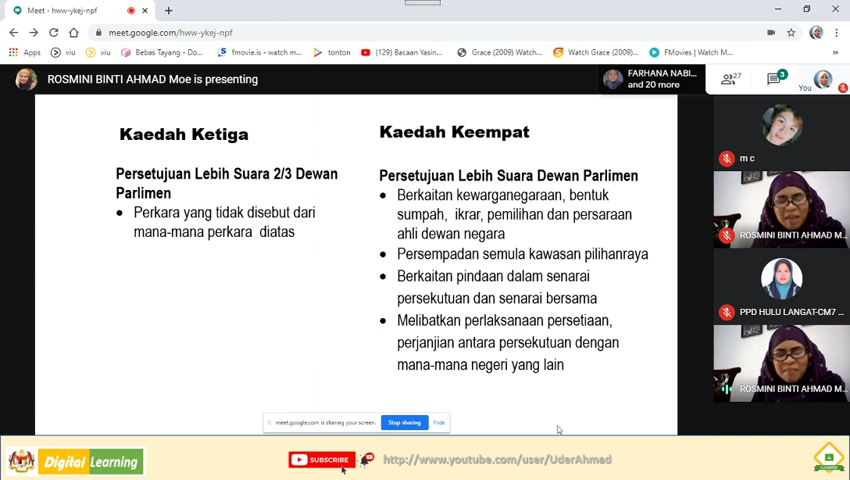 Meet - hww-ykej-npf
meet.google.com/hww-ykej-npf
Apps
viu
viu
Bebas Tayang - Do...
fmovie.is - watch m...
tonton
(129) Bacaan Yasin...
Grace (2009) Watc...
Watch Grace (2009)...
FMovies | Watch M...
ROSMINI BINTI AHMAD Moe is presenting
FARHANA NABI...
and 20 more
27
3
You
Kaedah Ketiga
Persetujuan Lebih Suara 2/3 Dewan
Parlimen
• Perkara yang tidak disebut dari
mana-mana perkara diatas
Kaedah Keempat
Persetujuan Lebih Suara Dewan Parlimen
• Berkaitan kewarganegaraan, bentuk
sumpah, ikrar, pemilihan dan persaraan
ahli dewan negara
• Persempadan semula kawasan pilihanraya
• Berkaitan pindaan dalam senarai
persekutuan dan senarai bersama
• Melibatkan perlaksanaan persetiaan,
perjanjian antara persekutuan dengan
mana-mana negeri yang lain
m c
ROSMINI BINTI AHMAD M...
PPD HULU LANGAT-CM7 ...
ROSMINI BINTI AHMAD M...
meet.google.com is sharing your screen.
Stop sharing
Hide
Digital Learning
SUBSCRIBE
http://www.youtube.com/user/UderAhmad